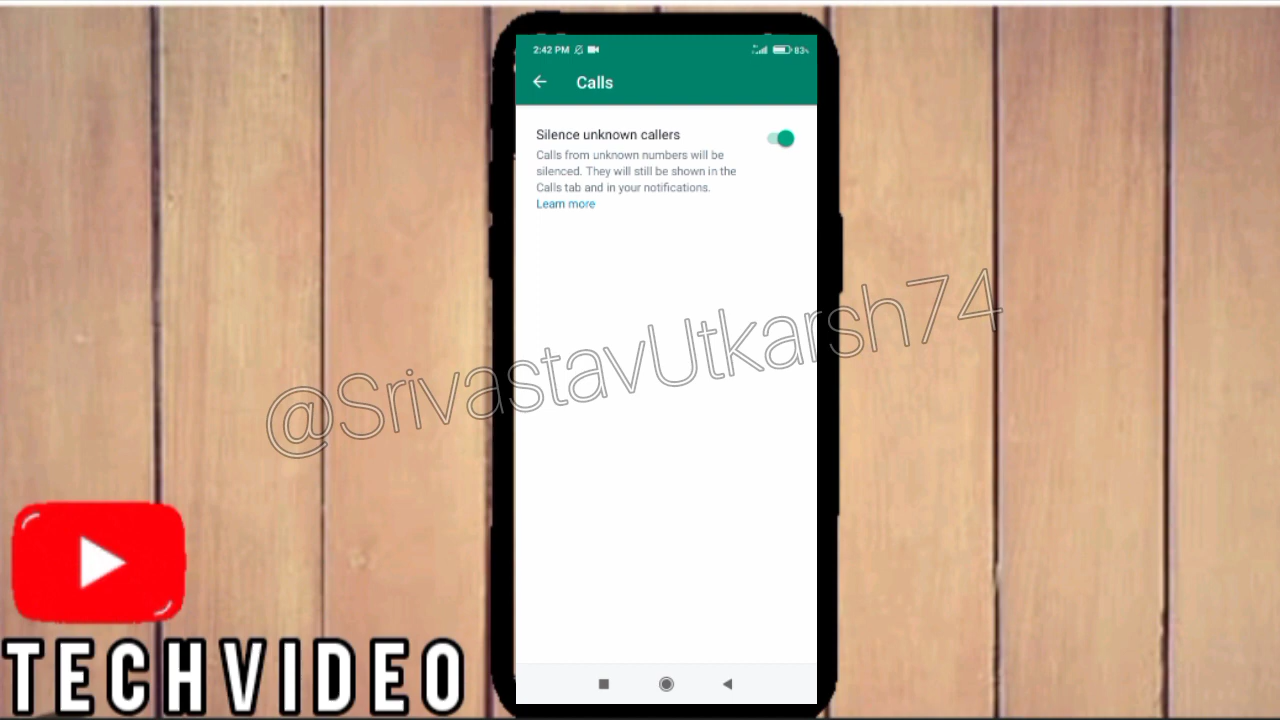 2:42 PM
83%
Calls
Silence unknown callers
Calls from unknown numbers will be
silenced. They will still be shown in the
Calls tab and in your notifications.
Learn more
@SrivastavUtkarsh74
TECHVIDEO